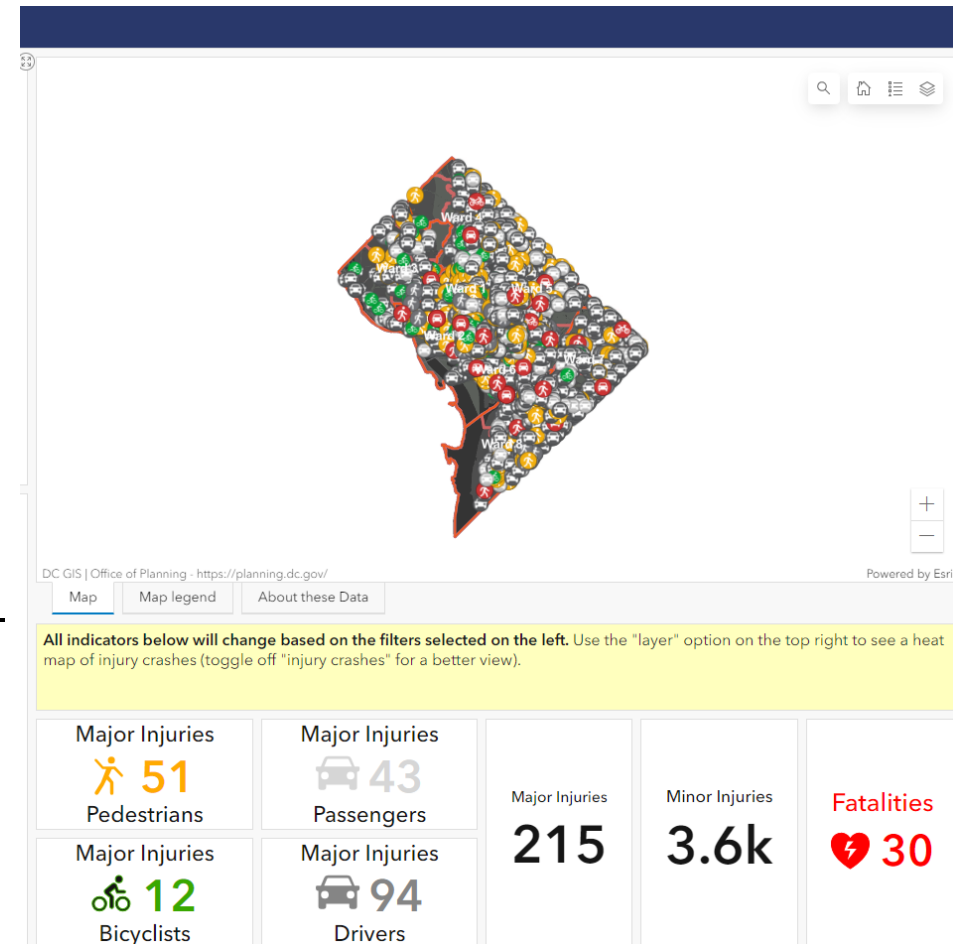 Ward 4
Ward 3
Ward 1
Ward 5
Ward 2
Ward 6
Ward 8
DC GIS | Office of Planning - https://planning.dc.gov/
Powered by Esri
Map
Map legend
About these Data
All indicators below will change based on the filters selected on the left. Use the "layer" option on the top right to see a heat
map of injury crashes (toggle off "injury crashes" for a better view).
Major Injuries
51
Pedestrians
Major Injuries
43
Passengers
Major Injuries
215
Minor Injuries
3.6k
Fatalities
30
Major Injuries
12
Bicyclists
Major Injuries
94
Drivers